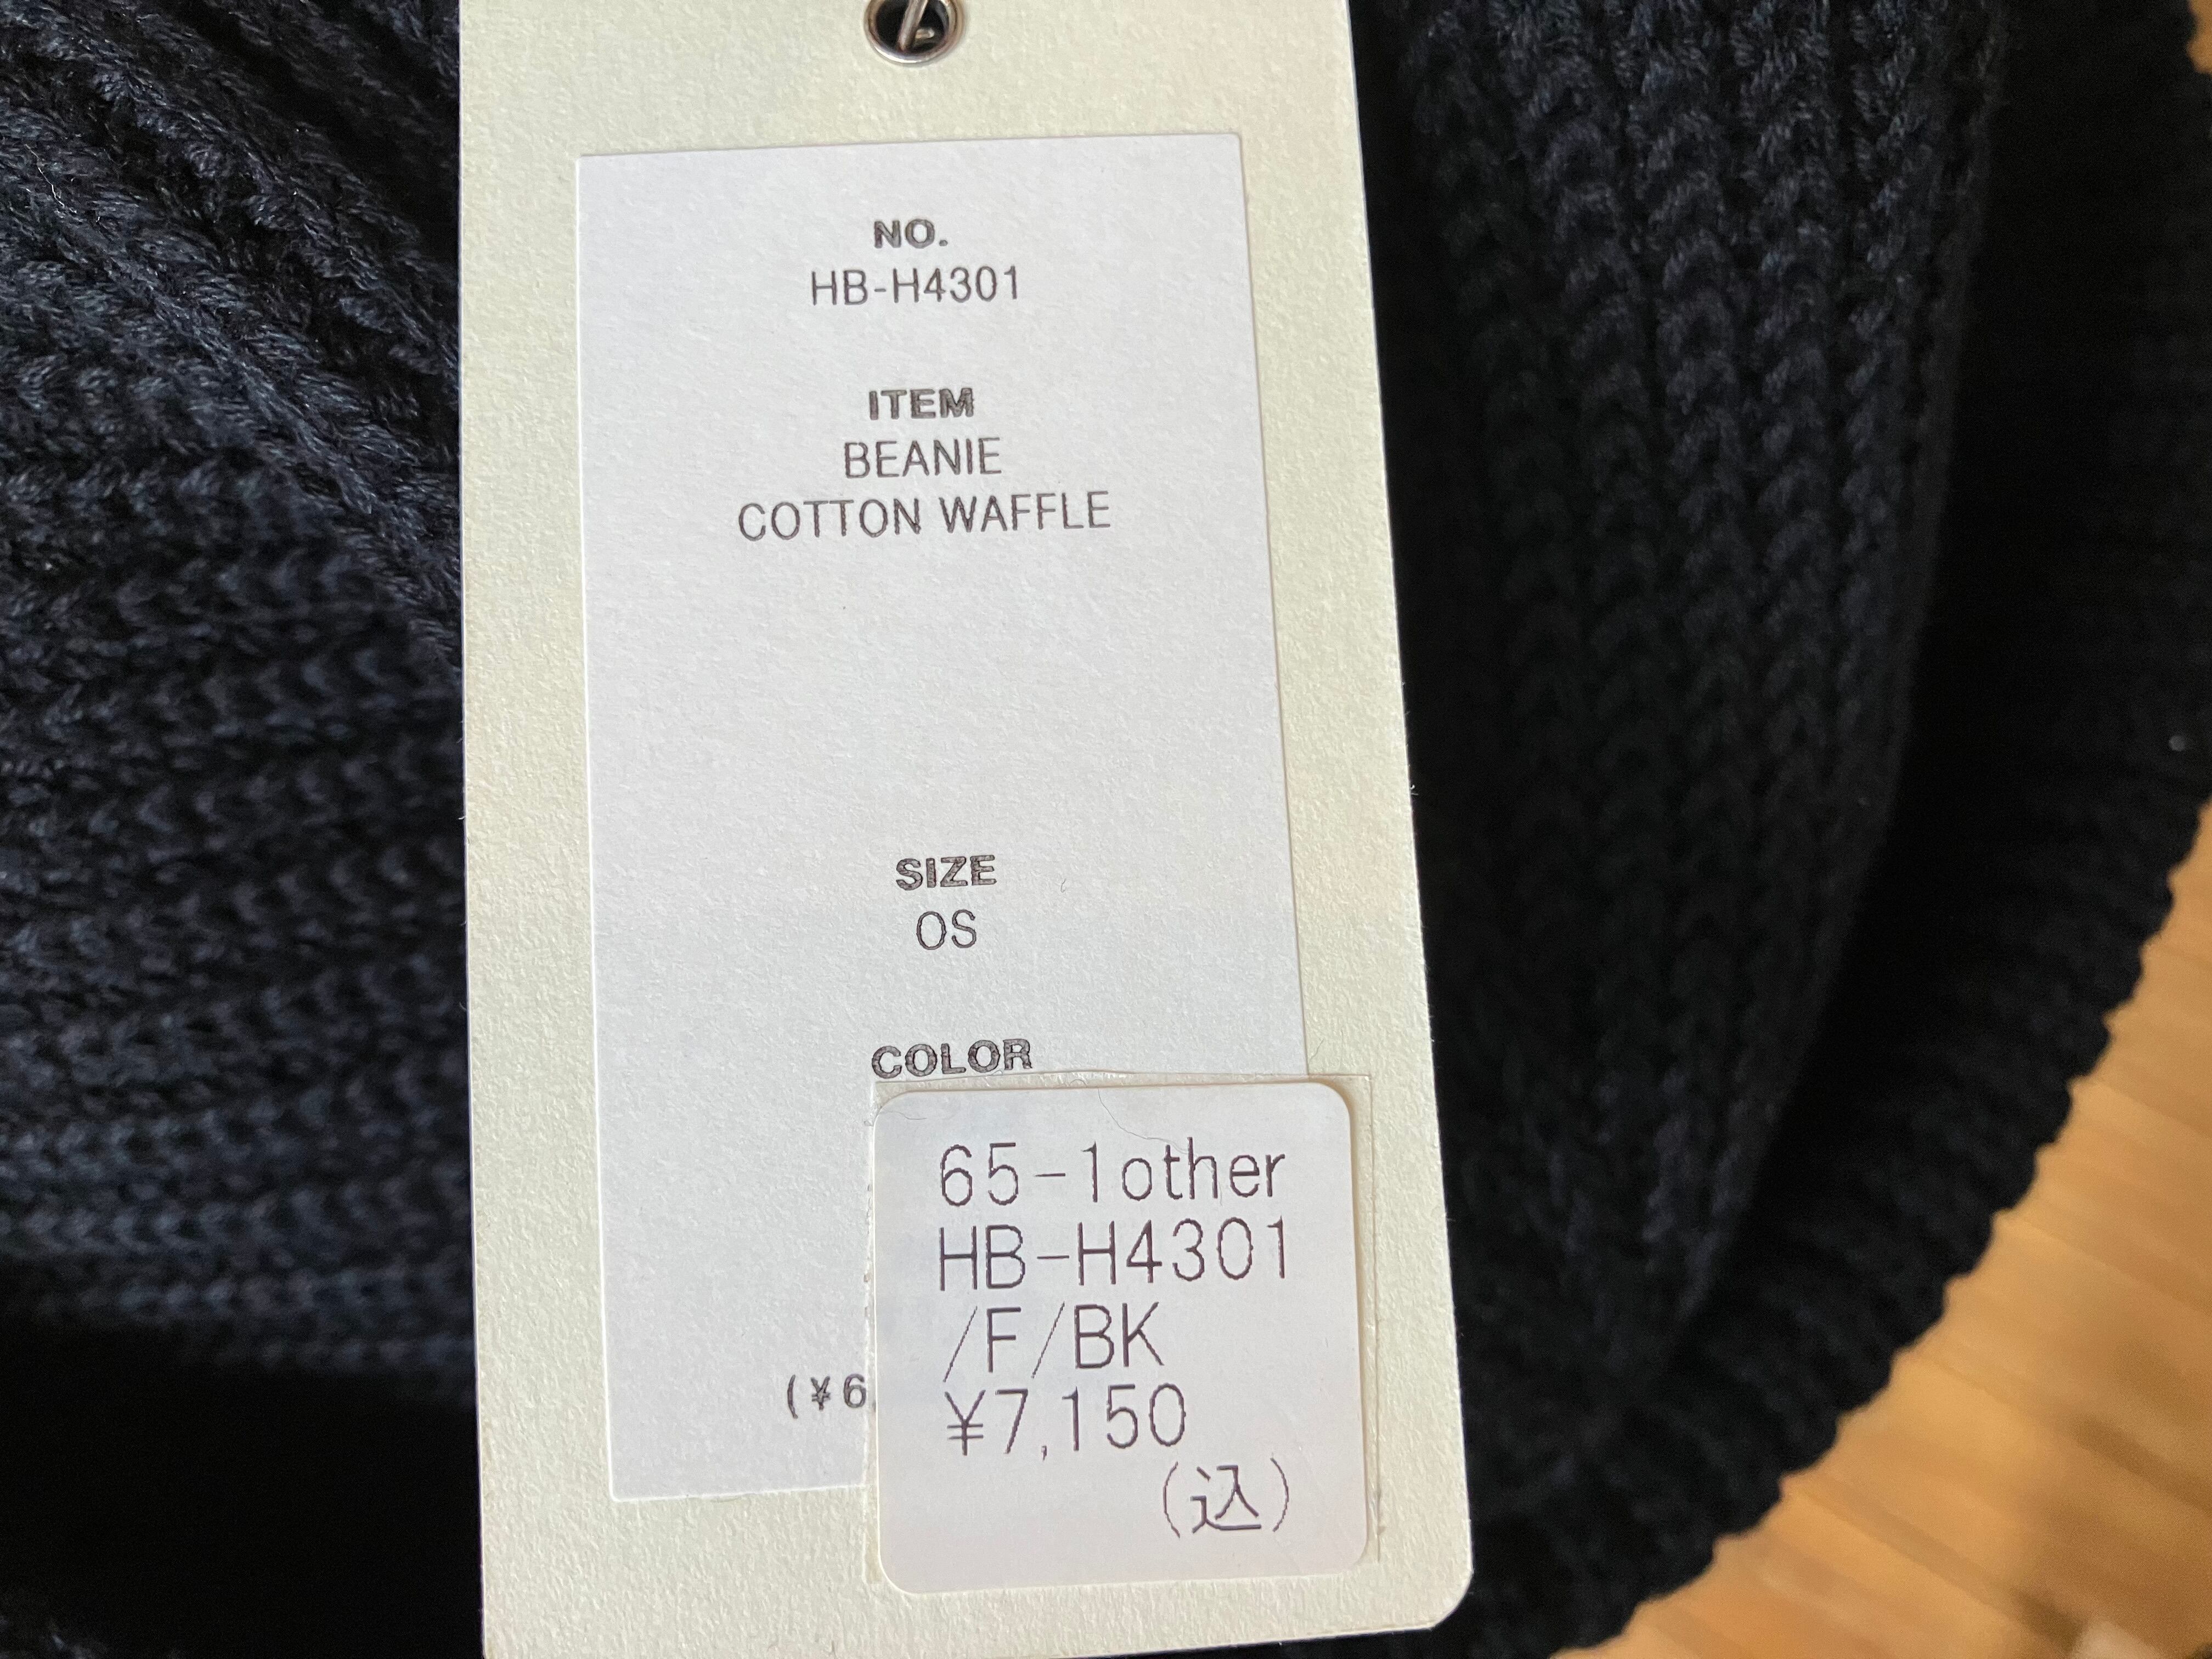 NO.
HB-H4301
ITEM
BEANIE
COTTON WAFFLE
SIZE
OS
COLOR
(¥6
65-1other
HB-H4301
/F/BK
¥7,150
(込)